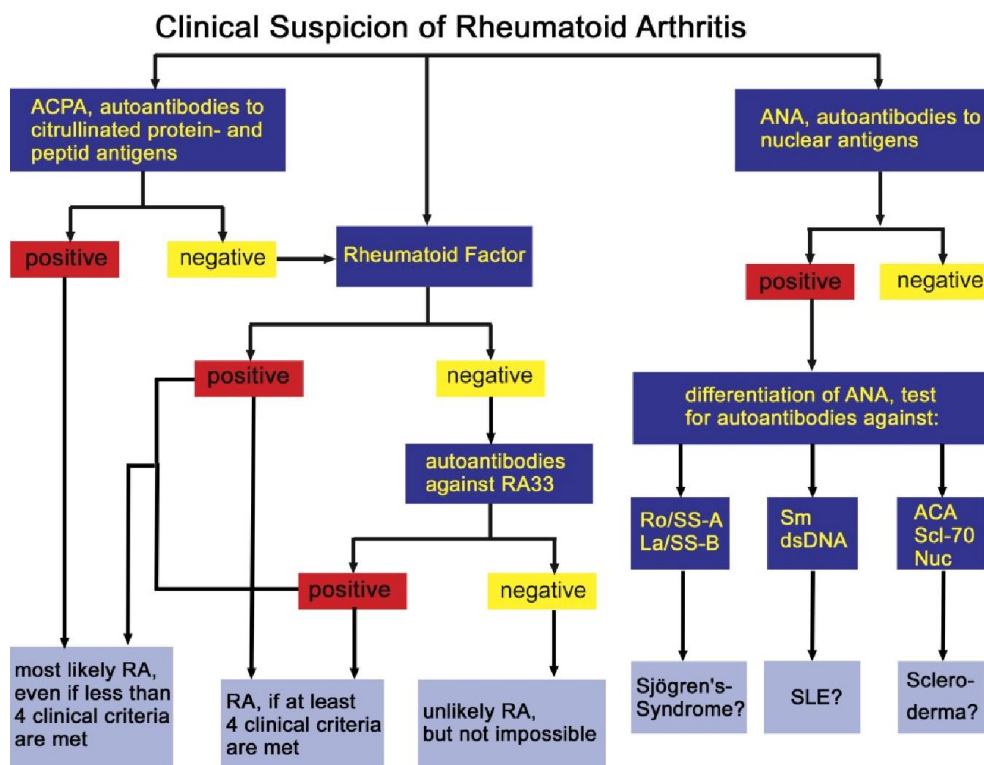 Clinical Suspicion of Rheumatoid Arthritis
ACPA, autoantibodies to
citrullinated protein- and
peptid antigens
ANA, autoantibodies to
nuclear antigens
positive
negative
Rheumatoid Factor
positive
negative
positive
negative
differentiation of ANA, test
for autoantibodies against:
autoantibodies
against RA33
Ro/SS-A
La/SS-B
Sm
dsDNA
ACA
Scl-70
Nuc
positive
negative
most likely RA,
even if less than
4 clinical criteria
are met
RA, if at least
4 clinical criteria
are met
unlikely RA,
but not impossible
Sjögren's-
Syndrome?
SLE?
Sclero-
derma?